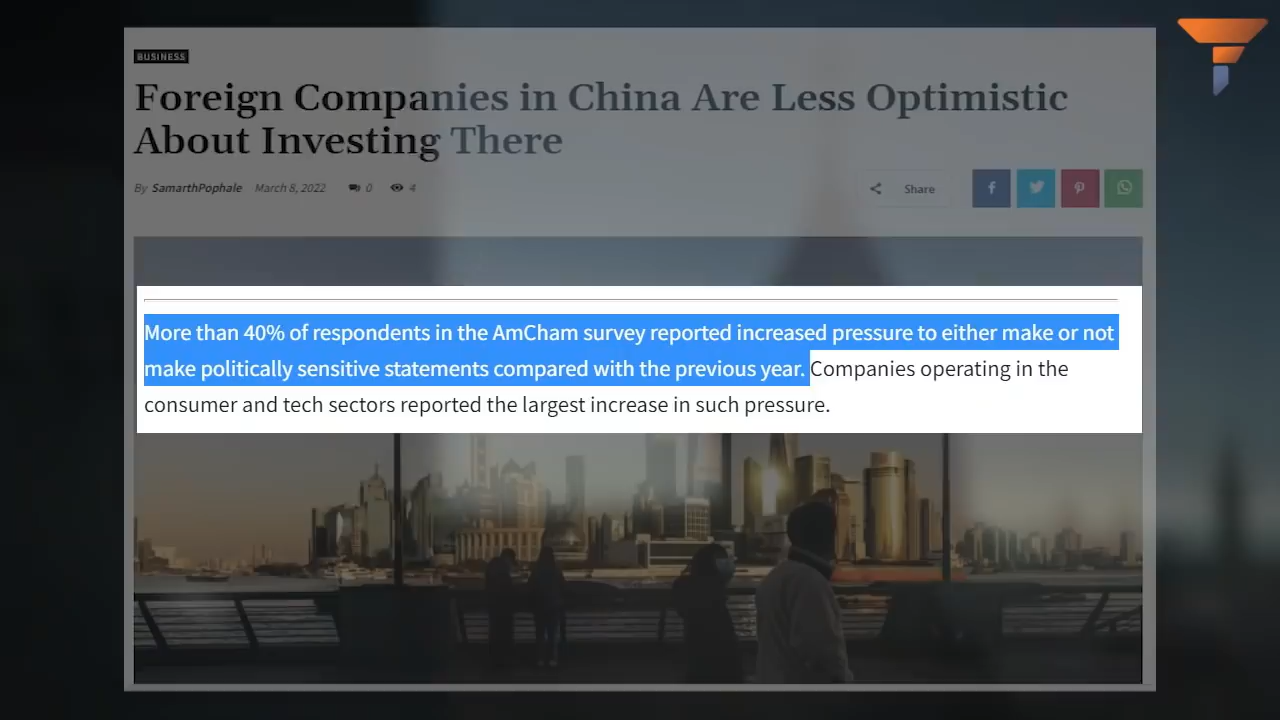 BUSINESS
Foreign Companies in China Are Less Optimistic
About Investing There
By SamarthPophale March 8, 2022 0 4
Share
More than 40% of respondents in the AmCham survey reported increased pressure to either make or not
make politically sensitive statements compared with the previous year. Companies operating in the
consumer and tech sectors reported the largest increase in such pressure.